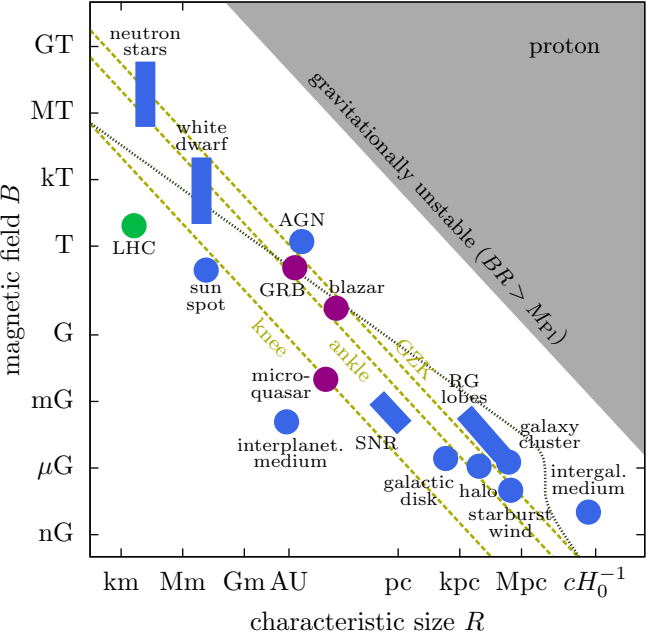 GT
MT
kT
T
G
mG
μG
nG
magnetic field B
km
Mm
Gm
AU
pc
kpc
Mpc
cH₀⁻¹
characteristic size R
proton
gravitationally unstable (BR > M_Pl)
neutron
stars
white
dwarf
LHC
sun
spot
AGN
GRB
blazar
knee
ankle
GZK
micro-
quasar
interplanet.
medium
SNR
RG
lobes
galaxy
cluster
galactic
disk
halo
starburst
wind
intergal.
medium